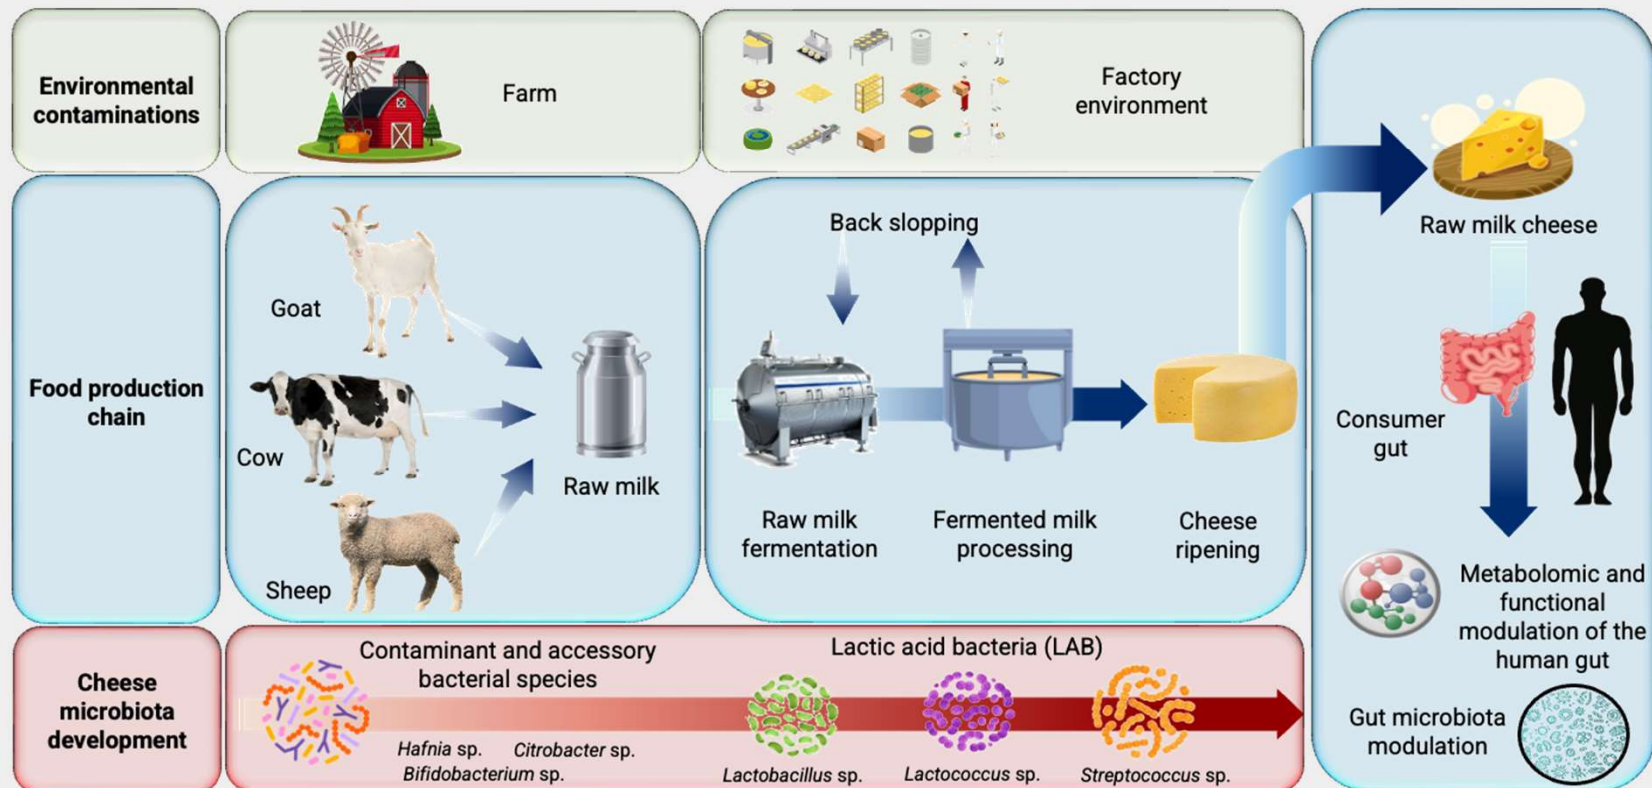 Environmental
contaminations
Farm
Factory
environment
Food production
chain
Goat
Cow
Sheep
Raw milk
Back slopping
Raw milk
fermentation
Fermented milk
processing
Cheese
ripening
Raw milk cheese
Consumer
gut
Metabolomic and
functional
modulation of the
human gut
Gut microbiota
modulation
Cheese
microbiota
development
Contaminant and accessory
bacterial species
Hafnia sp. Citrobacter sp.
Bifidobacterium sp.
Lactic acid bacteria (LAB)
Lactobacillus sp.
Lactococcus sp.
Streptococcus sp.